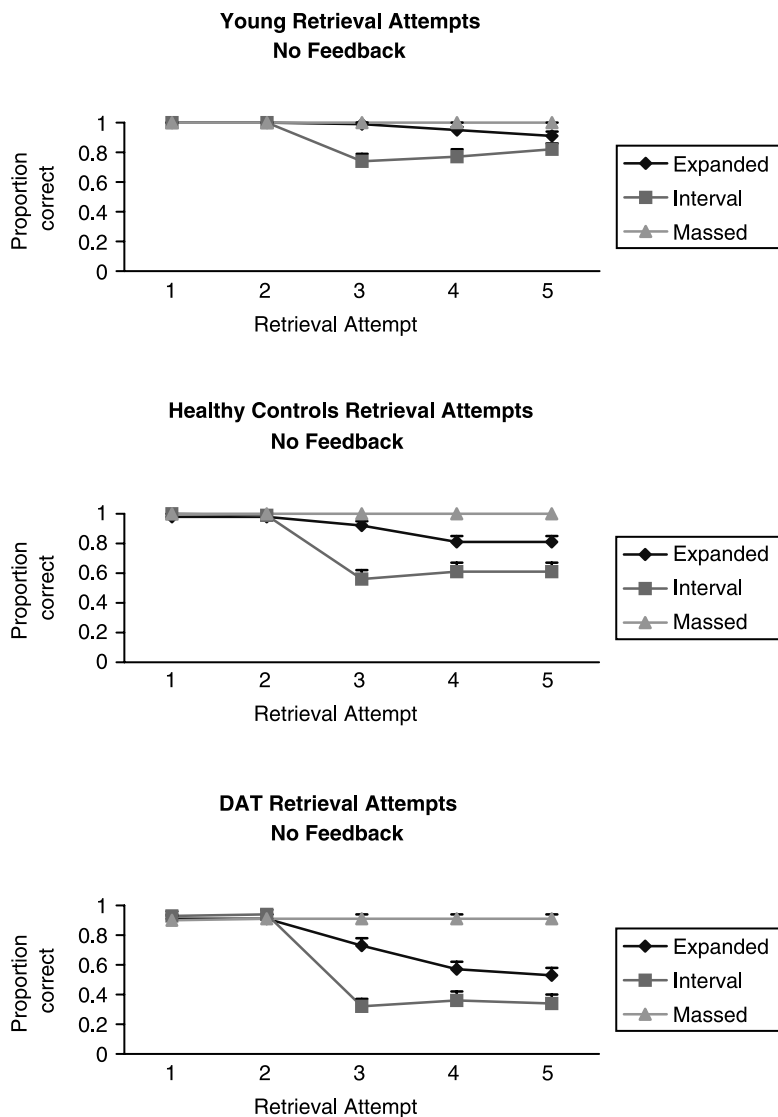 Young Retrieval Attempts
No Feedback
1
0.8
0.6
0.4
0.2
0
Proportion
correct
1 2 3 4 5
Retrieval Attempt
Expanded
Interval
Massed
Healthy Controls Retrieval Attempts
No Feedback
1
0.8
0.6
0.4
0.2
0
Proportion
correct
1 2 3 4 5
Retrieval Attempt
Expanded
Interval
Massed
DAT Retrieval Attempts
No Feedback
1
0.8
0.6
0.4
0.2
0
Proportion
correct
1 2 3 4 5
Retrieval Attempt
Expanded
Interval
Massed